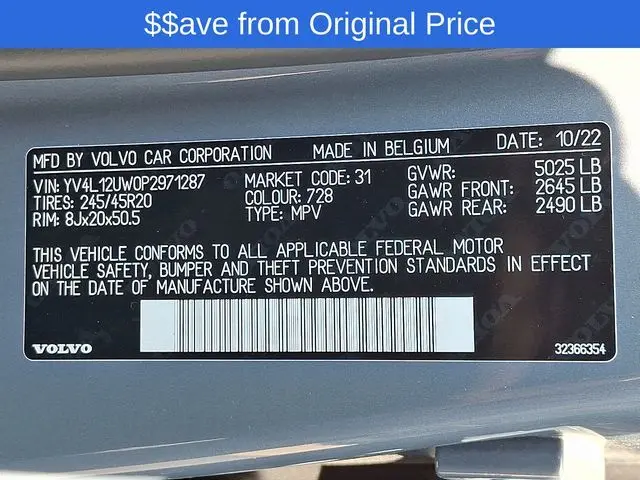 $$ave from Original Price
MFD BY VOLVO CAR CORPORATION MADE IN BELGIUM DATE: 10/22
VIN: YV4L12UW0P2971287 MARKET CODE: 31 GVWR: 5025 LB
TIRES: 245/45R20 COLOUR: 728 GAWR FRONT: 2645 LB
RIM: 8Jx20x50.5 TYPE: MPV GAWR REAR: 2490 LB
THIS VEHICLE CONFORMS TO ALL APPLICABLE FEDERAL MOTOR
VEHICLE SAFETY, BUMPER AND THEFT PREVENTION STANDARDS IN EFFECT
ON THE DATE OF MANUFACTURE SHOWN ABOVE.
VOLVO 32366354